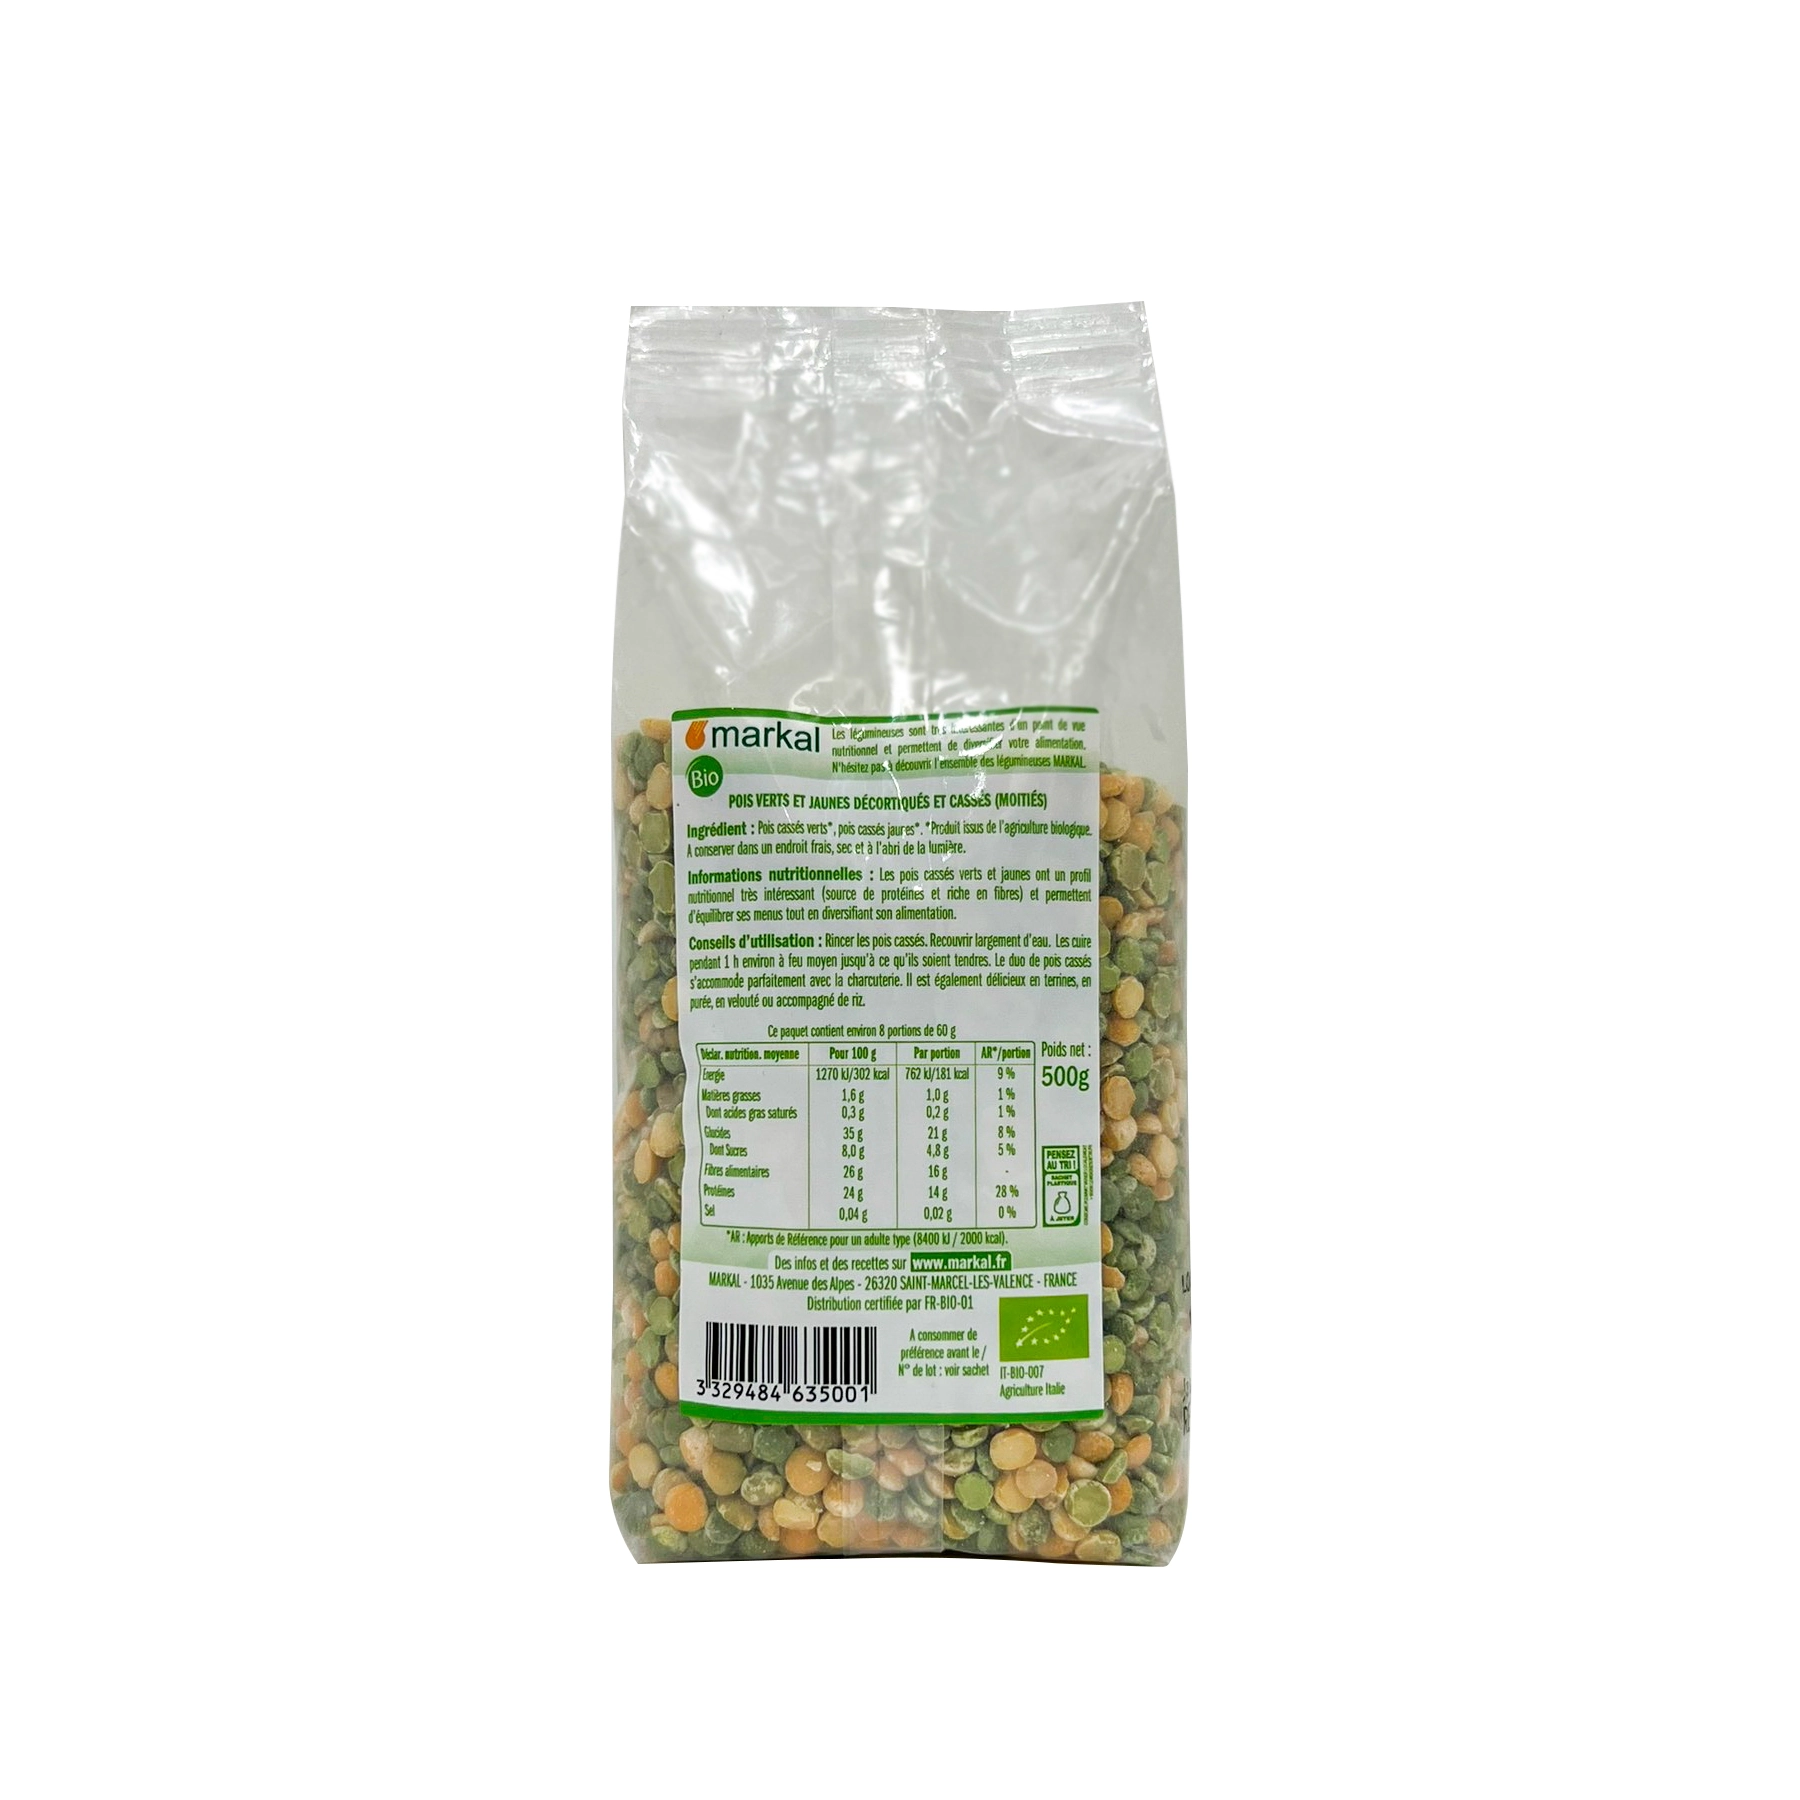 markal
Les légumineuses sont très intéressantes d'un point de vue
nutritionnel et permettent de diversifier votre alimentation.
N'hésitez pas à découvrir l'ensemble des légumineuses MARKAL.
Bio
POIS VERTS ET JAUNES DÉCORTIQUÉS ET CASSÉS (MOITIÉS)
Ingrédient : Pois cassés verts*, pois cassés jaunes*. *Produit issus de l'agriculture biologique.
A conserver dans un endroit frais, sec et à l'abri de la lumière.
Informations nutritionnelles : Les pois cassés verts et jaunes ont un profil
nutritionnel très intéressant (source de protéines et riche en fibres) et permettent
d'équilibrer ses menus tout en diversifiant son alimentation.
Conseils d'utilisation : Rincer les pois cassés. Recouvrir largement d'eau. Les cuire
pendant 1 h environ à feu moyen jusqu'à ce qu'ils soient tendres. Le duo de pois cassés
s'accommode parfaitement avec la charcuterie. Il est également délicieux en terrines, en
purée, en velouté ou accompagné de riz.
Ce paquet contient environ 8 portions de 60 g
Déclar. nutrition. moyenne Pour 100 g Par portion AR*/portion
Energie 1270 kJ/302 kcal 762 kJ/181 kcal 9 %
Matières grasses 1,6 g 1,0 g 1 %
Dont acides gras saturés 0,3 g 0,2 g 1 %
Glucides 35 g 21 g 8 %
Dont Sucres 8,0 g 4,8 g 5 %
Fibres alimentaires 26 g 16 g -
Protéines 24 g 14 g 28 %
Sel 0,04 g 0,02 g 0 %
Poids net :
500g
PENSEZ
AU TRI !
SACHET
PLASTIQUE
À JETER
*AR : Apports de Référence pour un adulte type (8400 kJ / 2000 kcal).
Des infos et des recettes sur www.markal.fr
MARKAL - 1035 Avenue des Alpes - 26320 SAINT-MARCEL-LES-VALENCE - FRANCE
Distribution certifiée par FR-BIO-01
A consommer de
préférence avant le /
N° de lot : voir sachet
IT-BIO-007
Agriculture Italie
3 329484 635001